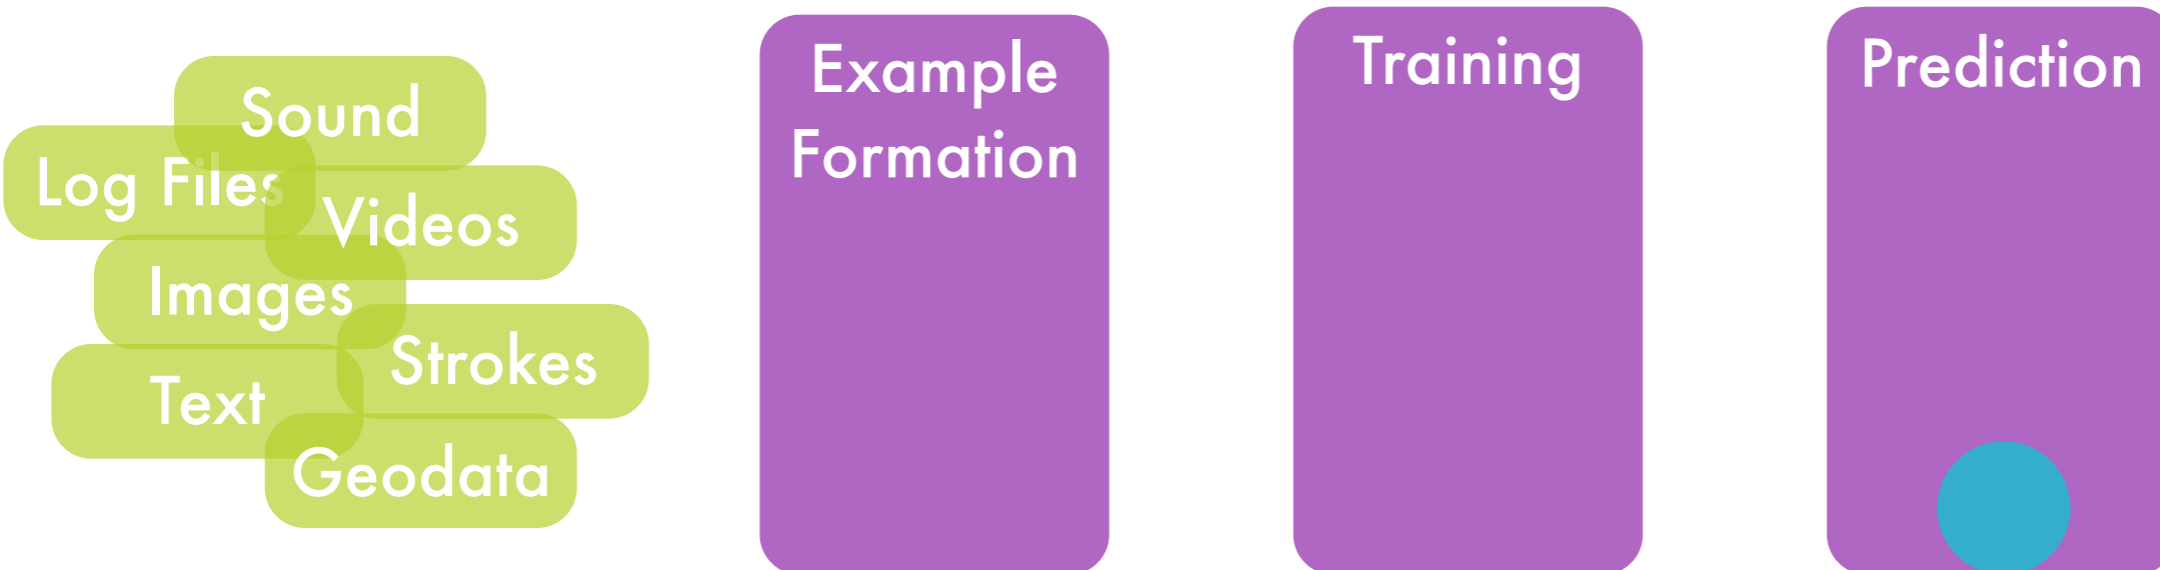 Sound
Log Files
Videos
Images
Strokes
Text
Geodata
Example
Formation
Training
Prediction